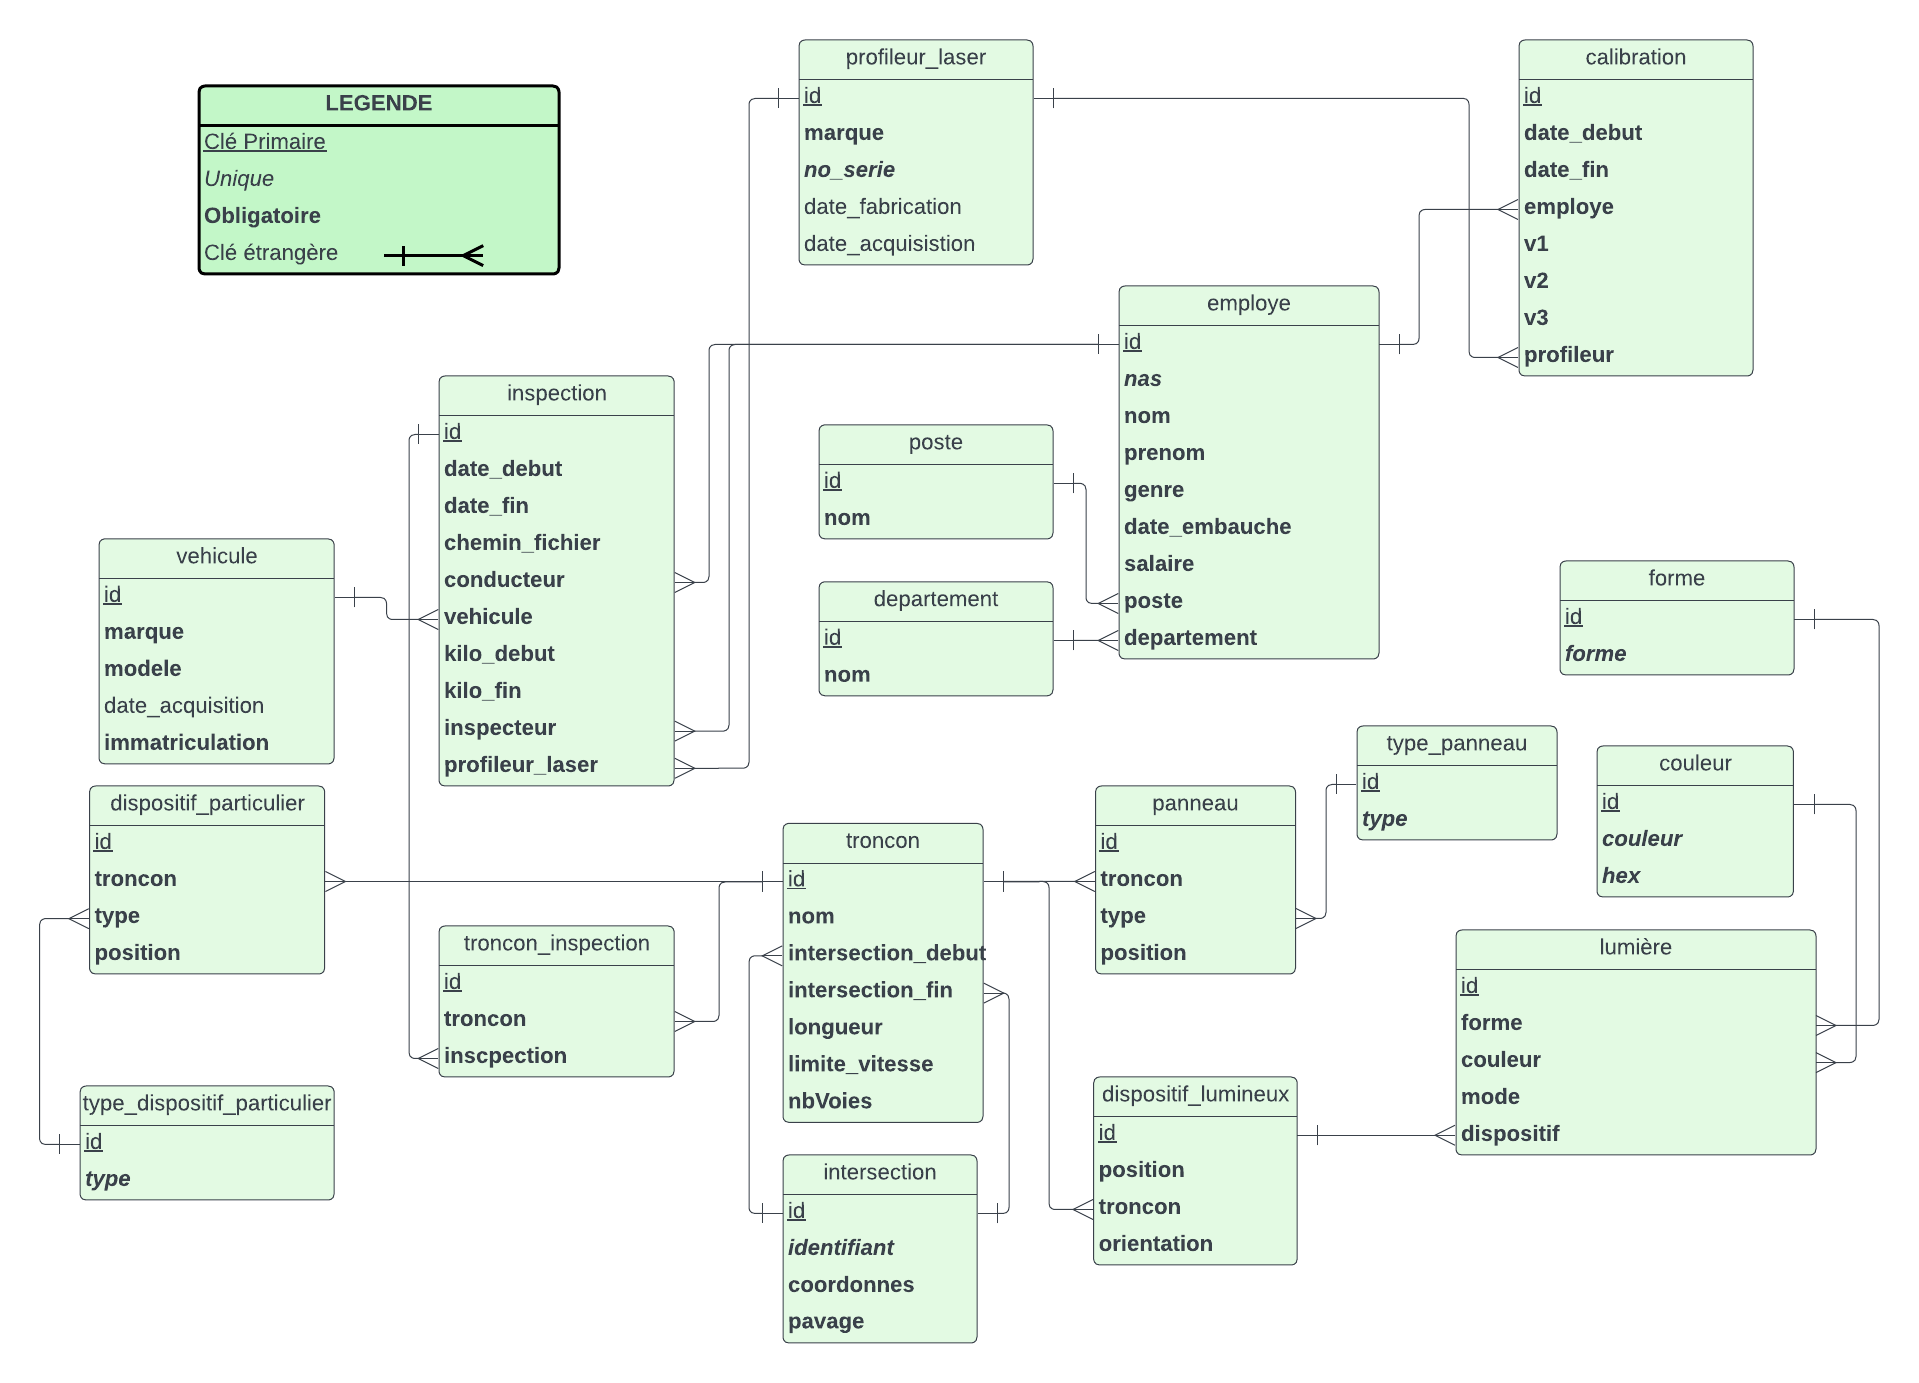 LEGENDE
Clé Primaire
Unique
Obligatoire
Clé étrangère
profileur_laser
id
marque
no_serie
date_fabrication
date_acquisistion
calibration
id
date_debut
date_fin
employe
v1
v2
v3
profileur
employe
id
nas
nom
prenom
genre
date_embauche
salaire
poste
departement
inspection
id
date_debut
date_fin
chemin_fichier
conducteur
vehicule
kilo_debut
kilo_fin
inspecteur
profileur_laser
poste
id
nom
departement
id
nom
vehicule
id
marque
modele
date_acquisition
immatriculation
forme
id
forme
type_panneau
id
type
couleur
id
couleur
hex
dispositif_particulier
id
troncon
type
position
troncon
id
nom
intersection_debut
intersection_fin
longueur
limite_vitesse
nbVoies
panneau
id
troncon
type
position
troncon_inspection
id
troncon
inscpection
lumière
id
forme
couleur
mode
dispositif
type_dispositif_particulier
id
type
dispositif_lumineux
id
position
troncon
orientation
intersection
id
identifiant
coordonnes
pavage